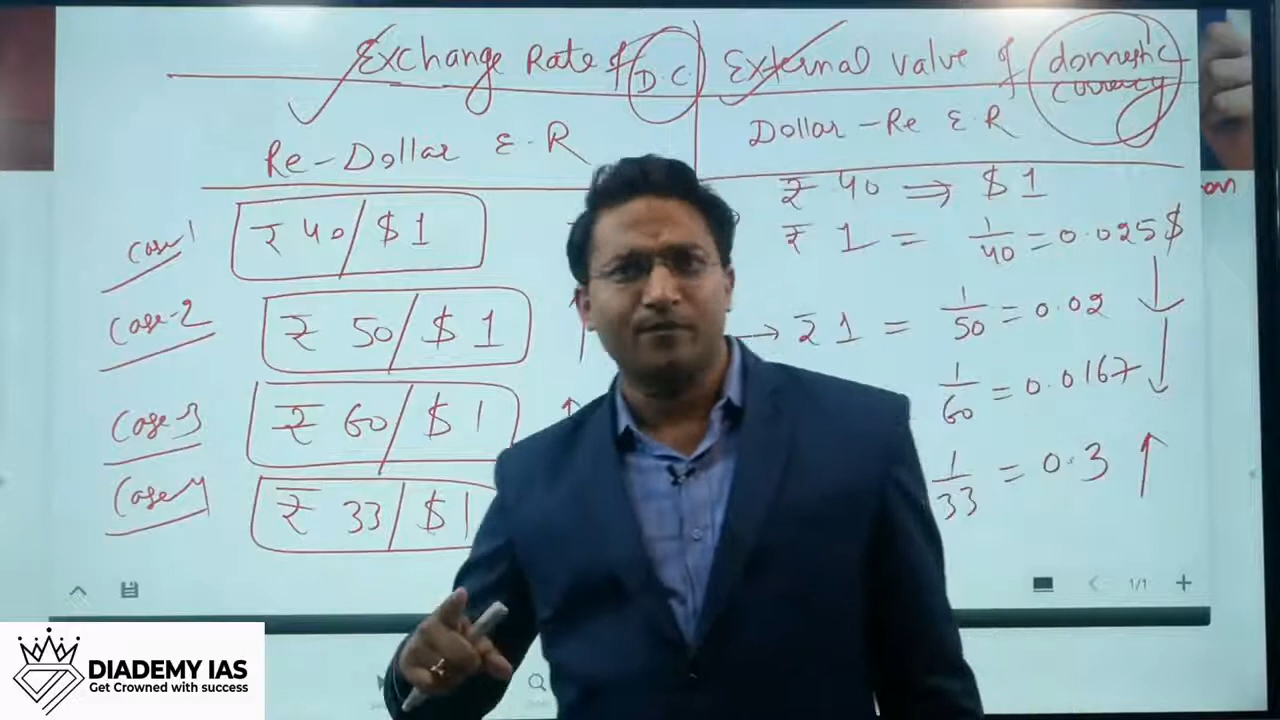 Exchange Rate of D.C.
External value of domestic currency
Re-Dollar E.R
Dollar-Re E.R
Case 1
₹ 40/$1
₹ 40 ⇒ $1
₹ 1 = 1/40 = 0.025$
Case-2
₹ 50/$1
→ ₹ 1 = 1/50 = 0.02
Case 3
₹ 60/$1
1/60 = 0.0167
Case 4
₹ 33/$1
1/33 = 0.3 ↑
1/1
DIADEMY IAS
Get Crowned with success